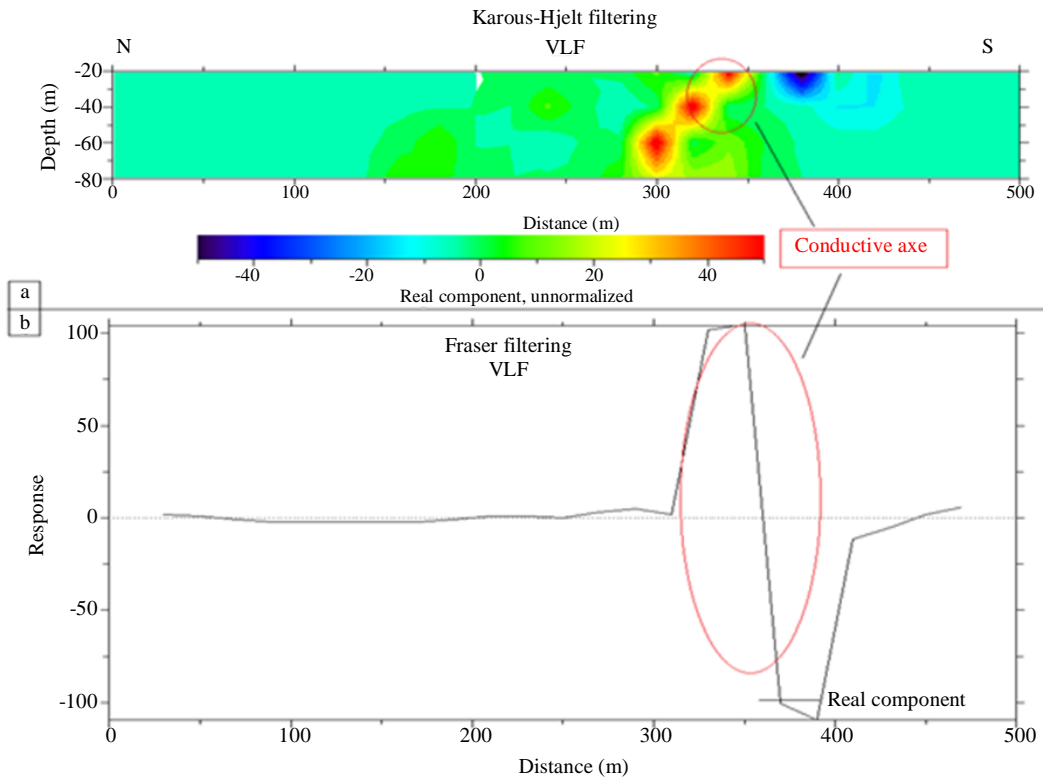 Karous-Hjelt filtering
N
VLF
S
-20
-40
-60
-80
Depth (m)
0
100
200
300
400
500
Distance (m)
-40
-20
0
20
40
Real component, unnormalized
Conductive axe
a
b
Fraser filtering
VLF
100
50
0
-50
-100
Response
Real component
0
100
200
300
400
500
Distance (m)